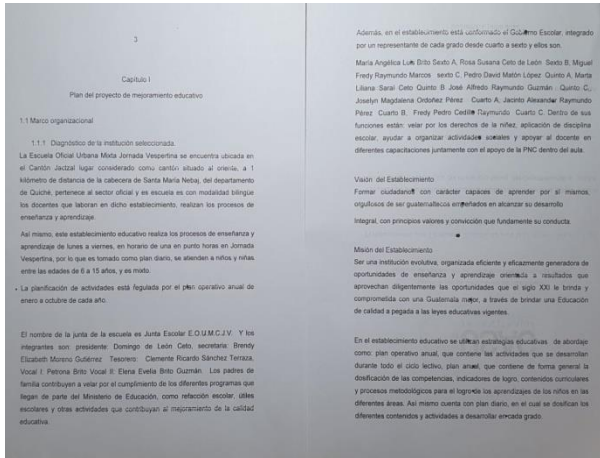 3
Capítulo I
Plan del proyecto de mejoramiento educativo
1.1 Marco organizacional
1.1.1 Diagnóstico de la institución seleccionada.
La Escuela Oficial Urbana Mixta Jornada Vespertina se encuentra ubicada en
el Cantón Jactzal lugar considerado como cantón situado al oriente, a 1
kilómetro de distancia de la cabecera de Santa María Nebaj, del departamento
de Quiché, pertenece al sector oficial y es escuela es con modalidad bilingüe
los docentes que laboran en dicho establecimiento, realizan los procesos de
enseñanza y aprendizaje.
Así mismo, este establecimiento educativo realiza los procesos de enseñanza y
aprendizaje de lunes a viernes, en horario de una en punto horas en Jornada
Vespertina, por lo que es tomado como plan diario, se atienden a niños y niñas
entre las edades de 6 a 15 años, y es mixto.
La planificación de actividades está regulada por el plan operativo anual de
enero a octubre de cada año.
El nombre de la junta de la escuela es Junta Escolar E.O.U.M.C.J.V. Y los
integrantes son: presidente: Domingo de León Ceto, secretaria: Brendy
Elizabeth Moreno Gutiérrez Tesorero: Clemente Ricardo Sánchez Terraza,
Vocal I: Petrona Brito Vocal II: Elena Evelia Brito Guzmán. Los padres de
familia contribuyen a velar por el cumplimiento de los diferentes programas que
llegan de parte del Ministerio de Educación, como refacción escolar, útiles
escolares y otras actividades que contribuyan al mejoramiento de la calidad
educativa.
Además, en el establecimiento está conformado el Gobierno Escolar, integrado
por un representante de cada grado desde cuarto a sexto y ellos son.
María Angélica Luis Brito Sexto A, Rosa Susana Ceto de León Sexto B, Miguel
Fredy Raymundo Marcos sexto C, Pedro David Matón López Quinto A, Marta
Liliana Saraí Ceto Quinto B José Alfredo Raymundo Guzmán Quinto C,
Joselyn Magdalena Ordoñez Pérez Cuarto A, Jacinto Alexander Raymundo
Pérez Cuarto B, Fredy Pedro Cedillo Raymundo Cuarto C. Dentro de sus
funciones están: velar por los derechos de la niñez, aplicación de disciplina
escolar, ayudar a organizar actividades sociales y apoyar al docente en
diferentes capacitaciones juntamente con el apoyo de la PNC dentro del aula.
Visión del Establecimiento
Formar ciudadanos con carácter capaces de aprender por sí mismos,
orgullosos de ser guatemaltecos empeñados en alcanzar su desarrollo
Integral, con principios valores y convicción que fundamente su conducta.
Misión del Establecimiento
Ser una institución evolutiva, organizada eficiente y eficazmente generadora de
oportunidades de enseñanza y aprendizaje orientada a resultados que
aprovechan diligentemente las oportunidades que el siglo XXI le brinda y
comprometida con una Guatemala mejor, a través de brindar una Educación
de calidad a pegada a las leyes educativas vigentes.
En el establecimiento educativo se utilizan estrategias educativas de abordaje
como: plan operativo anual, que contiene las actividades que se desarrollan
durante todo el ciclo lectivo, plan anual, que contiene de forma general la
dosificación de las competencias, indicadores de logro, contenidos curriculares
y procesos metodológicos para el logro de los aprendizajes de los niños en las
diferentes áreas. Así mismo cuenta con plan diario, en el cual se dosifican los
diferentes contenidos y actividades a desarrollar en cada grado.